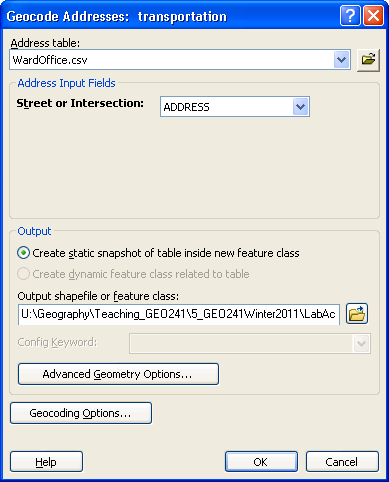 Geocode Addresses: transportation
Address table:
WardOffice.csv
Address Input Fields
Street or Intersection: ADDRESS
Output
Create static snapshot of table inside new feature class
Create dynamic feature class related to table
Output shapefile or feature class:
U:\Geography\Teaching_GEO241\5_GEO241Winter2011\LabAc
Config Keyword:
Advanced Geometry Options...
Geocoding Options...
Help OK Cancel